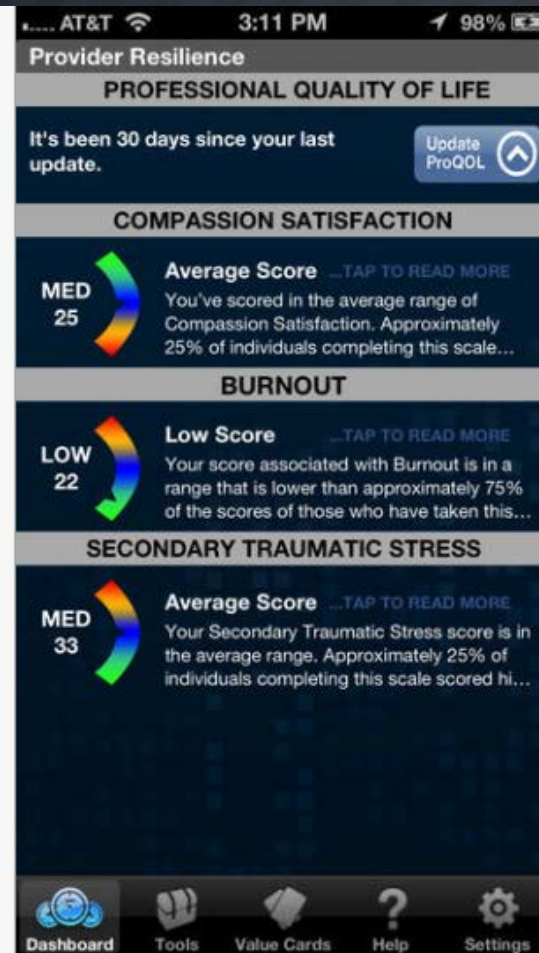 AT&T 3:11 PM 98%
Provider Resilience
PROFESSIONAL QUALITY OF LIFE
It's been 30 days since your last
update.
Update
ProQOL
COMPASSION SATISFACTION
MED
25
Average Score ...TAP TO READ MORE
You've scored in the average range of
Compassion Satisfaction. Approximately
25% of individuals completing this scale...
BURNOUT
LOW
22
Low Score ...TAP TO READ MORE
Your score associated with Burnout is in a
range that is lower than approximately 75%
of the scores of those who have taken this...
SECONDARY TRAUMATIC STRESS
MED
33
Average Score ...TAP TO READ MORE
Your Secondary Traumatic Stress score is in
the average range. Approximately 25% of
individuals completing this scale scored hi...
Dashboard Tools Value Cards Help Settings